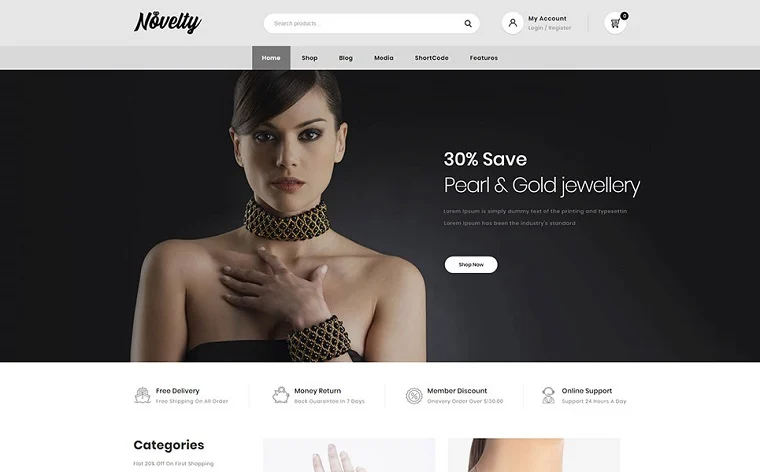 Novelty
Search products...
My Account
Login / Register
0
Home
Shop
Blog
Media
ShortCode
Features
30% Save
Pearl & Gold jewellery
Lorem Ipsum is simply dummy text of the printing and typesettin
Lorem Ipsum has been the industry's standard
Shop Now
Free Delivery
Free Shipping On All Order
Money Return
Back Guarantee In 7 Days
Member Discount
Onevery Order Over $130.00
Online Support
Support 24 Hours A Day
Categories
Flat 20% Off On First Shopping